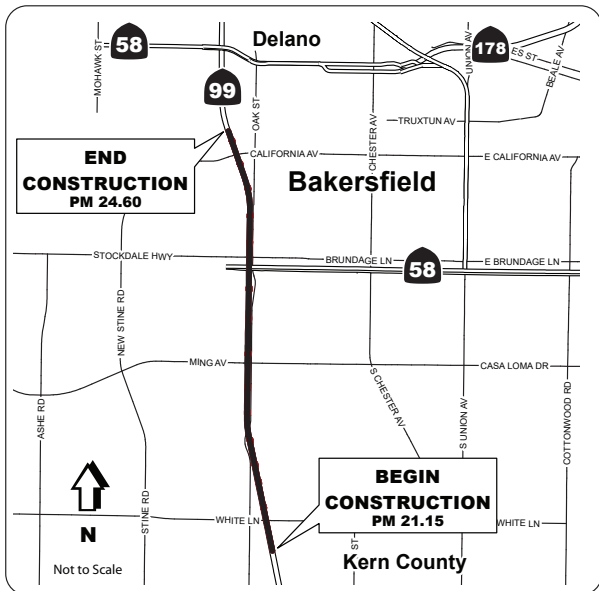 MOHAWK ST
58
Delano
UNION AV
178
ES ST
BEALE AV
99
OAK ST
CHESTER AV
TRUXTUN AV
END
CONSTRUCTION
PM 24.60
CALIFORNIA AV
E CALIFORNIA AV
Bakersfield
STOCKDALE HWY
BRUNDAGE LN
58
E BRUNDAGE LN
NEW STINE RD
MING AV
CASA LOMA DR
ASHE RD
S CHESTER AV
S UNION AV
COTTONWOOD RD
STINE RD
BEGIN
CONSTRUCTION
PM 21.15
WHITE LN
WHITE LN
N
ST
Kern County
Not to Scale